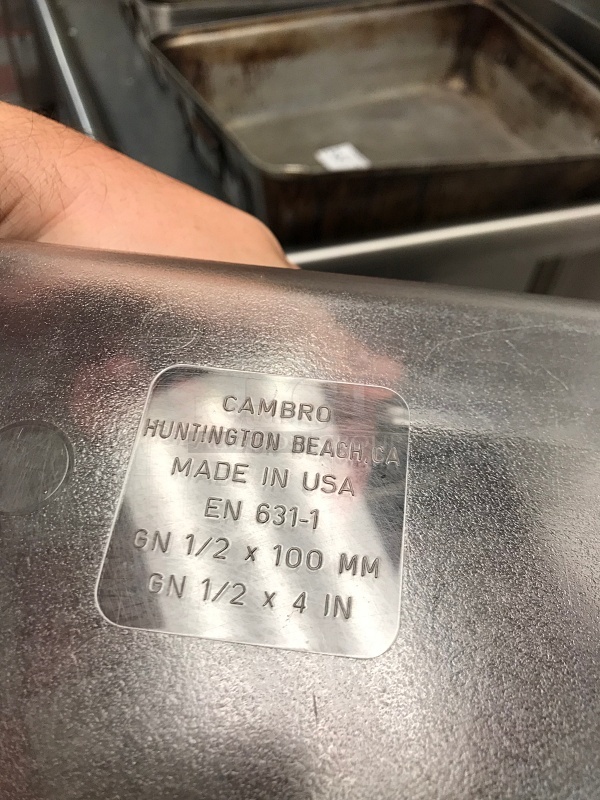 CAMBRO
HUNTINGTON BEACH, CA
MADE IN USA
EN 631-1
GN 1/2 x 100 MM
GN 1/2 x 4 IN